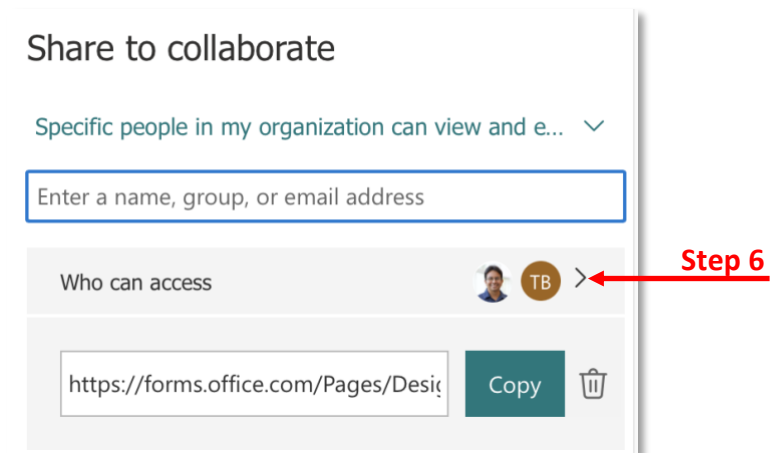 Share to collaborate
Specific people in my organization can view and e...
Enter a name, group, or email address
Who can access
TB
Step 6
https://forms.office.com/Pages/Desig
Copy